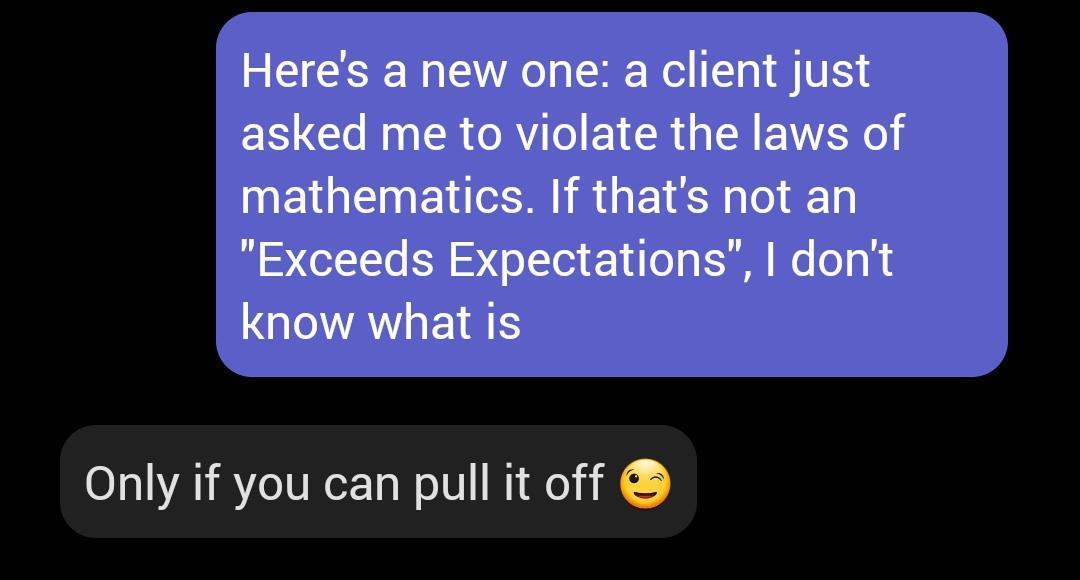 Here's a new one: a client just
asked me to violate the laws of
mathematics. If that's not an
"Exceeds Expectations", I don't
know what is
Only if you can pull it off 😉